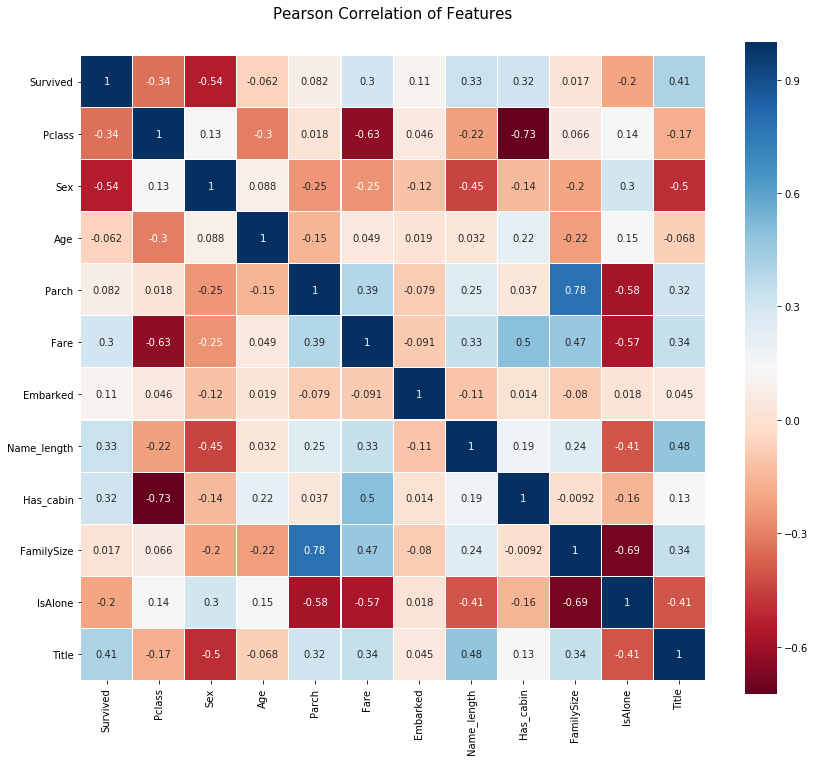 Pearson Correlation of Features
Survived 1 -0.34 -0.54 -0.062 0.082 0.3 0.11 0.33 0.32 0.017 -0.2 0.41
Pclass -0.34 1 0.13 -0.3 0.018 -0.63 0.046 -0.22 -0.73 0.066 0.14 -0.17
Sex -0.54 0.13 1 0.088 -0.25 -0.25 -0.12 -0.45 -0.14 -0.2 0.3 -0.5
Age -0.062 -0.3 0.088 1 -0.15 0.049 0.019 0.032 0.22 -0.22 0.15 -0.068
Parch 0.082 0.018 -0.25 -0.15 1 0.39 -0.079 0.25 0.037 0.78 -0.58 0.32
Fare 0.3 -0.63 -0.25 0.049 0.39 1 -0.091 0.33 0.5 0.47 -0.57 0.34
Embarked 0.11 0.046 -0.12 0.019 -0.079 -0.091 1 -0.11 0.014 -0.08 0.018 0.045
Name_length 0.33 -0.22 -0.45 0.032 0.25 0.33 -0.11 1 0.19 0.24 -0.41 0.48
Has_cabin 0.32 -0.73 -0.14 0.22 0.037 0.5 0.014 0.19 1 -0.0092 -0.16 0.13
FamilySize 0.017 0.066 -0.2 -0.22 0.78 0.47 -0.08 0.24 -0.0092 1 -0.69 0.34
IsAlone -0.2 0.14 0.3 0.15 -0.58 -0.57 0.018 -0.41 -0.16 -0.69 1 -0.41
Title 0.41 -0.17 -0.5 -0.068 0.32 0.34 0.045 0.48 0.13 0.34 -0.41 1
Survived Pclass Sex Age Parch Fare Embarked Name_length Has_cabin FamilySize IsAlone Title
0.9
0.6
0.3
0.0
-0.3
-0.6